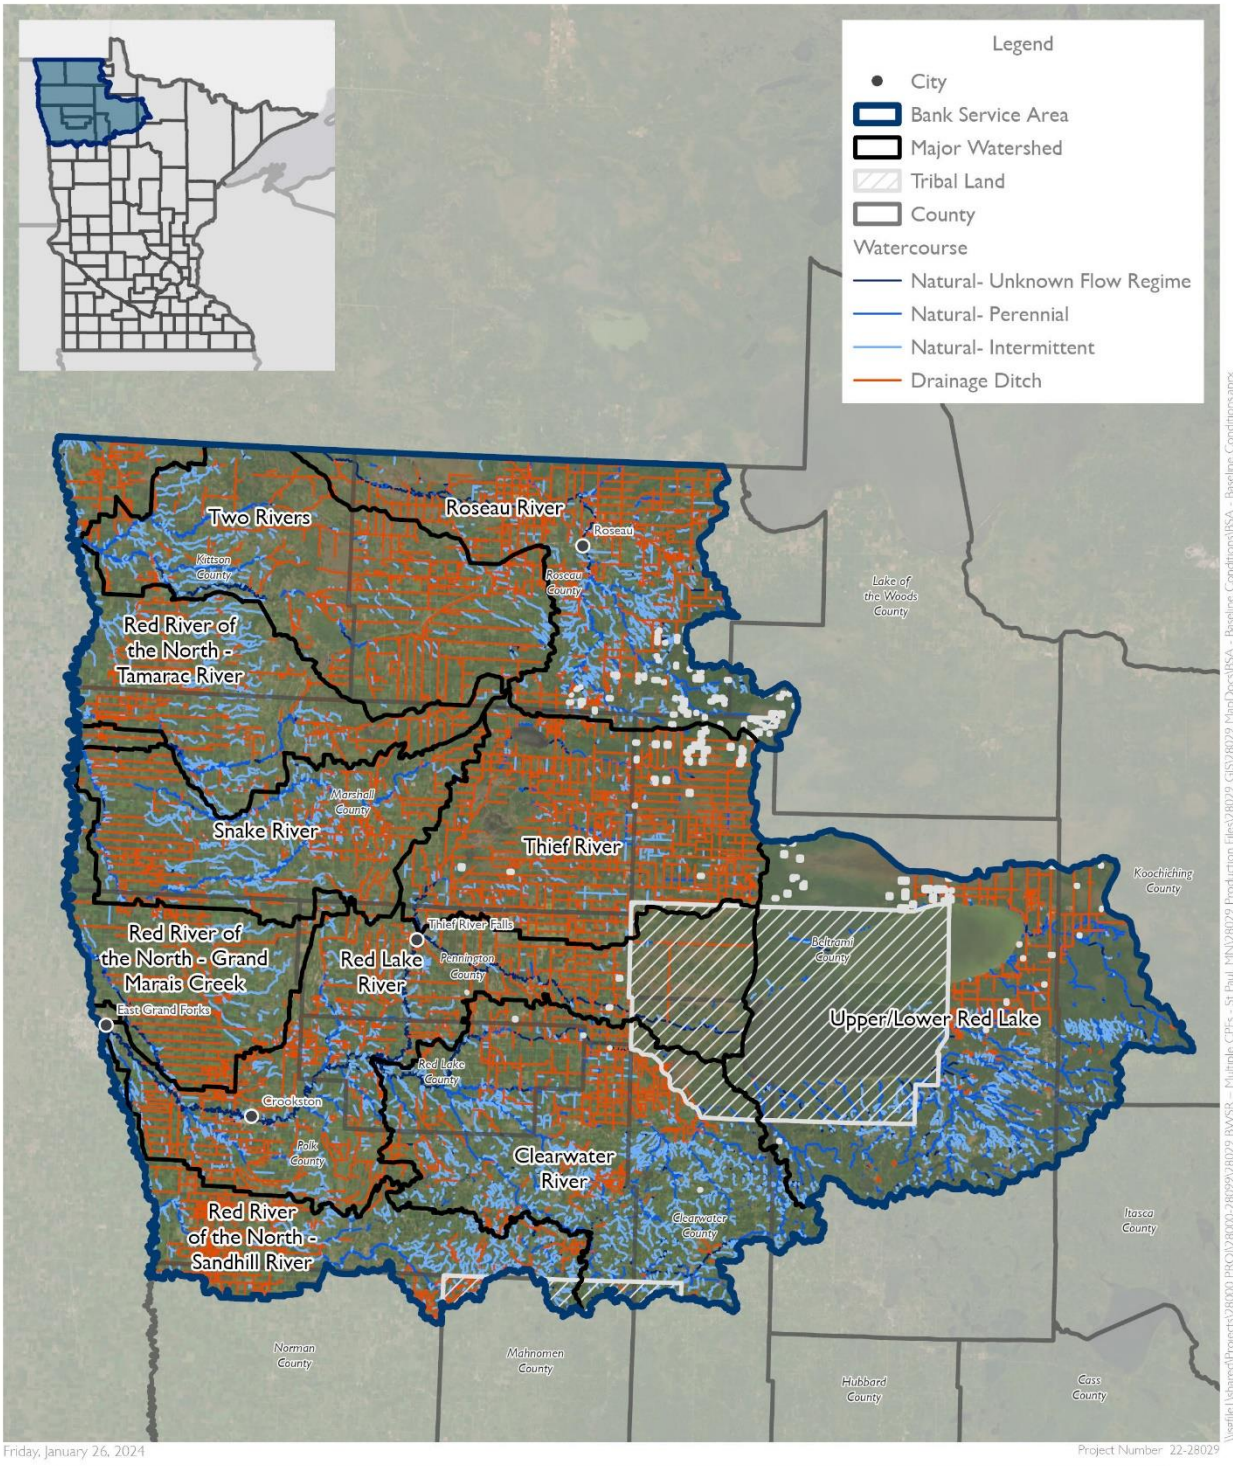 Legend
City
Bank Service Area
Major Watershed
Tribal Land
County
Watercourse
Natural- Unknown Flow Regime
Natural- Perennial
Natural- Intermittent
Drainage Ditch
Two Rivers
Roseau River
Roseau
Kittson
County
Roseau
County
Lake of
the Woods
County
Red River of
the North -
Tamarac River
Marshall
County
Snake River
Thief River
Koochiching
County
Red River of
the North - Grand
Marais Creek
Thief River Falls
Red Lake
River
Pennington
County
Beltrami
County
East Grand Forks
Upper/Lower Red Lake
Red Lake
County
Crookston
Polk
County
Clearwater
River
Red River
of the North -
Sandhill River
Clearwater
County
Itasca
County
Norman
County
Mahnomen
County
Hubbard
County
Cass
County
Friday, January 26, 2024
Project Number 22-28029